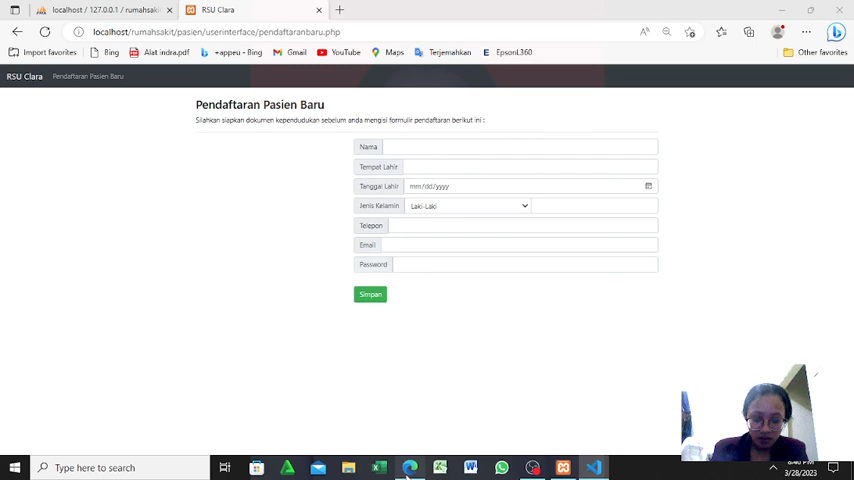 localhost / 127.0.0.1 / rumahsaki
RSU Clara
localhost/rumahsakit/pasien/userinterface/pendaftaranbaru.php
Import favorites
Bing
Alat indra.pdf
+appeu - Bing
Gmail
YouTube
Maps
Terjemahkan
E
EpsonL360
Other favorites
RSU Clara
Pendaftaran Pasien Baru
Pendaftaran Pasien Baru
Silahkan siapkan dokumen kependudukan sebelum anda mengisi formulir pendaftaran berikut ini :
Nama
Tempat Lahir
Tanggal Lahir
mm/dd/yyyy
Jenis Kelamin
Laki-Laki
Telepon
Email
Password
Simpan
Type here to search
3/28/2023